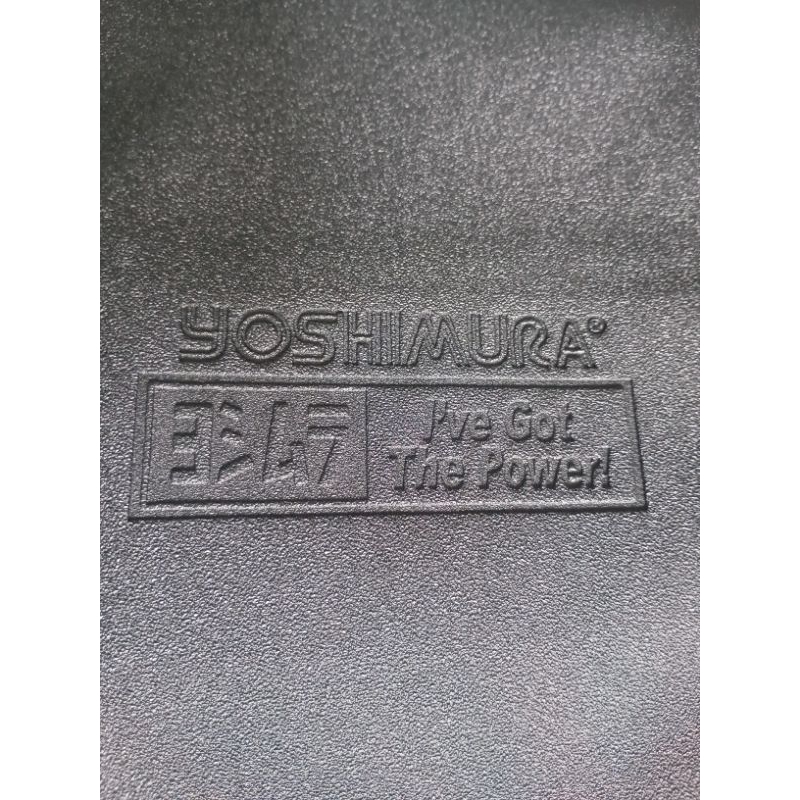 YOSHIMURA®
ヨシムラ
I've Got
The Power!